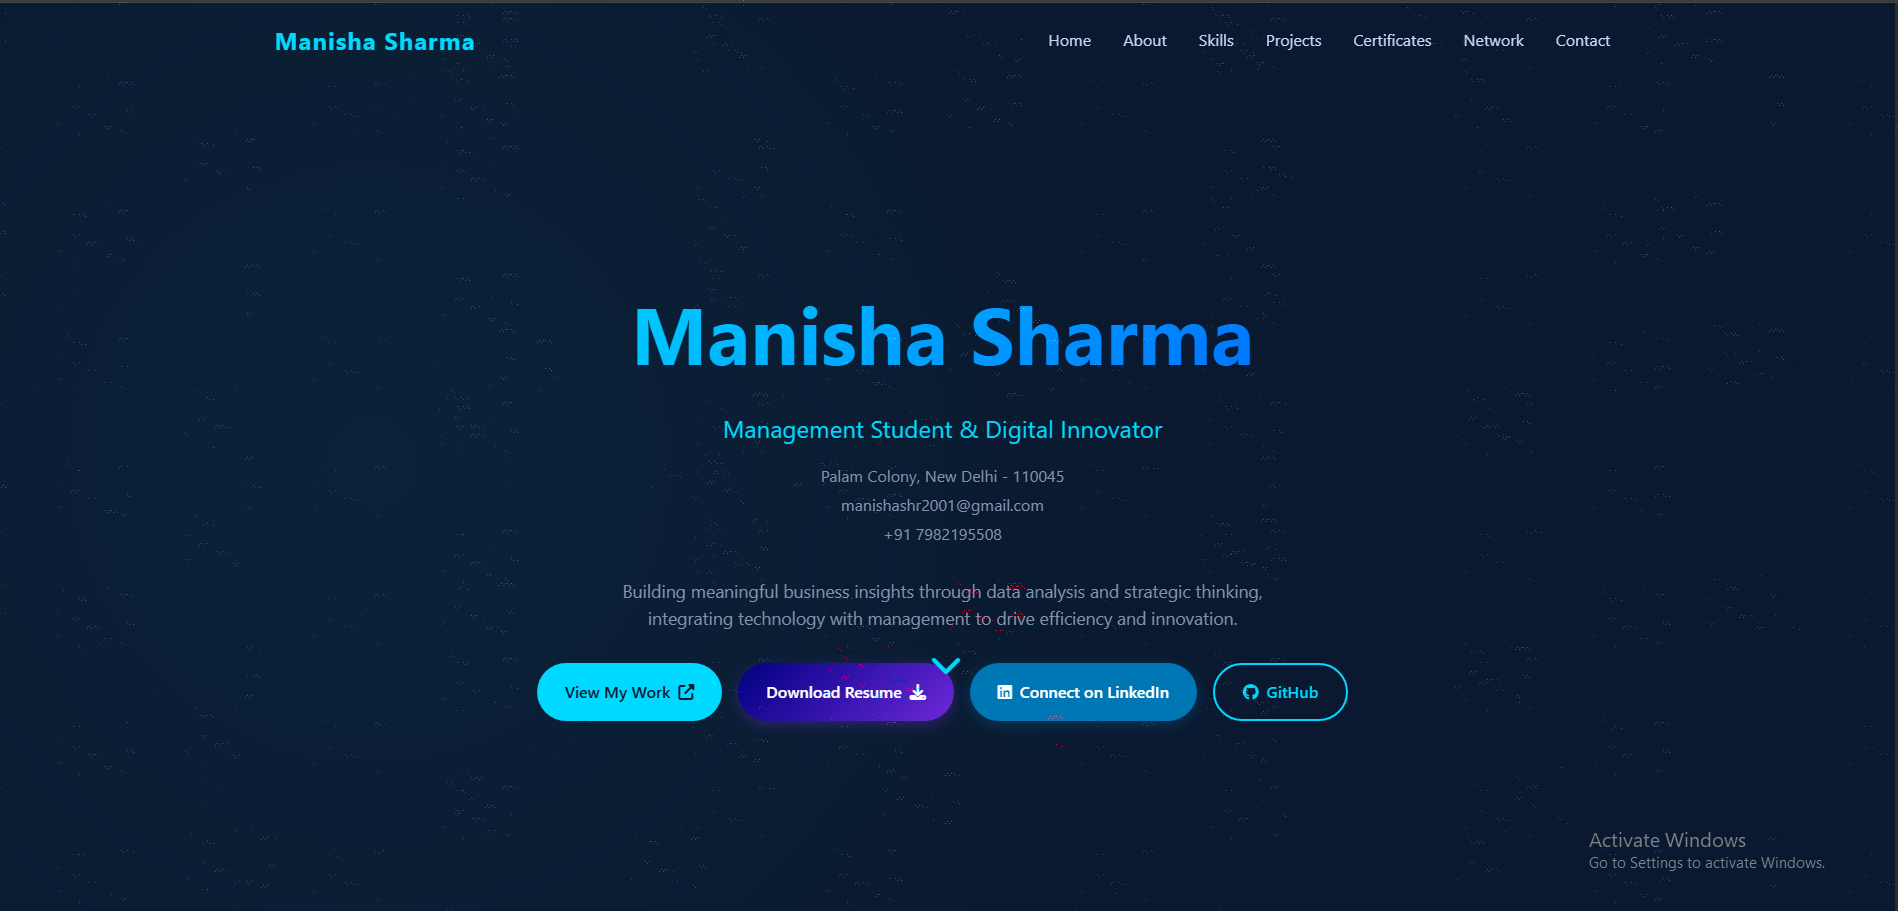 Manisha Sharma
Home About Skills Projects Certificates Network Contact
Manisha Sharma
Management Student & Digital Innovator
Palam Colony, New Delhi - 110045
manishashr2001@gmail.com
+91 7982195508
Building meaningful business insights through data analysis and strategic thinking,
integrating technology with management to drive efficiency and innovation.
View My Work Download Resume Connect on LinkedIn GitHub
Activate Windows
Go to Settings to activate Windows.